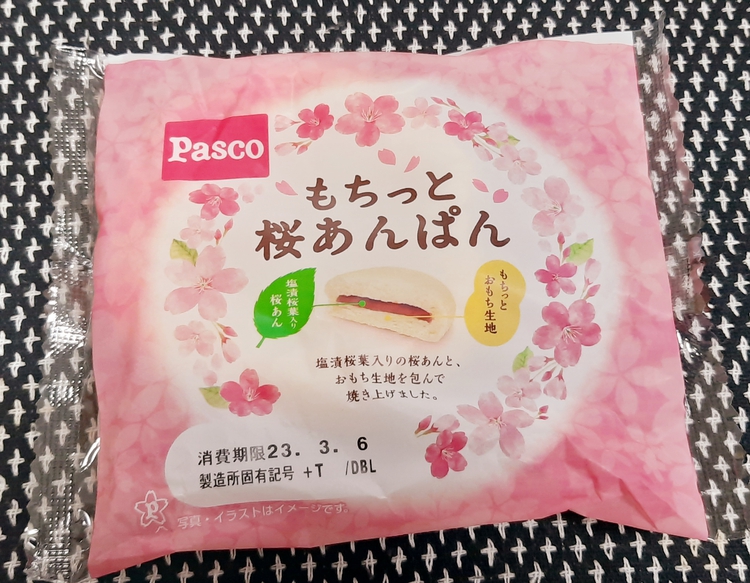 Pasco
もちっと
桜あんぱん
塩漬桜葉入り
桜あん
もちっと
おもち生地
塩漬桜葉入りの桜あんと、
おもち生地を包んで
焼き上げました。
消費期限23. 3. 6
製造所固有記号 +T /DBL
P
写真・イラストはイメージです。